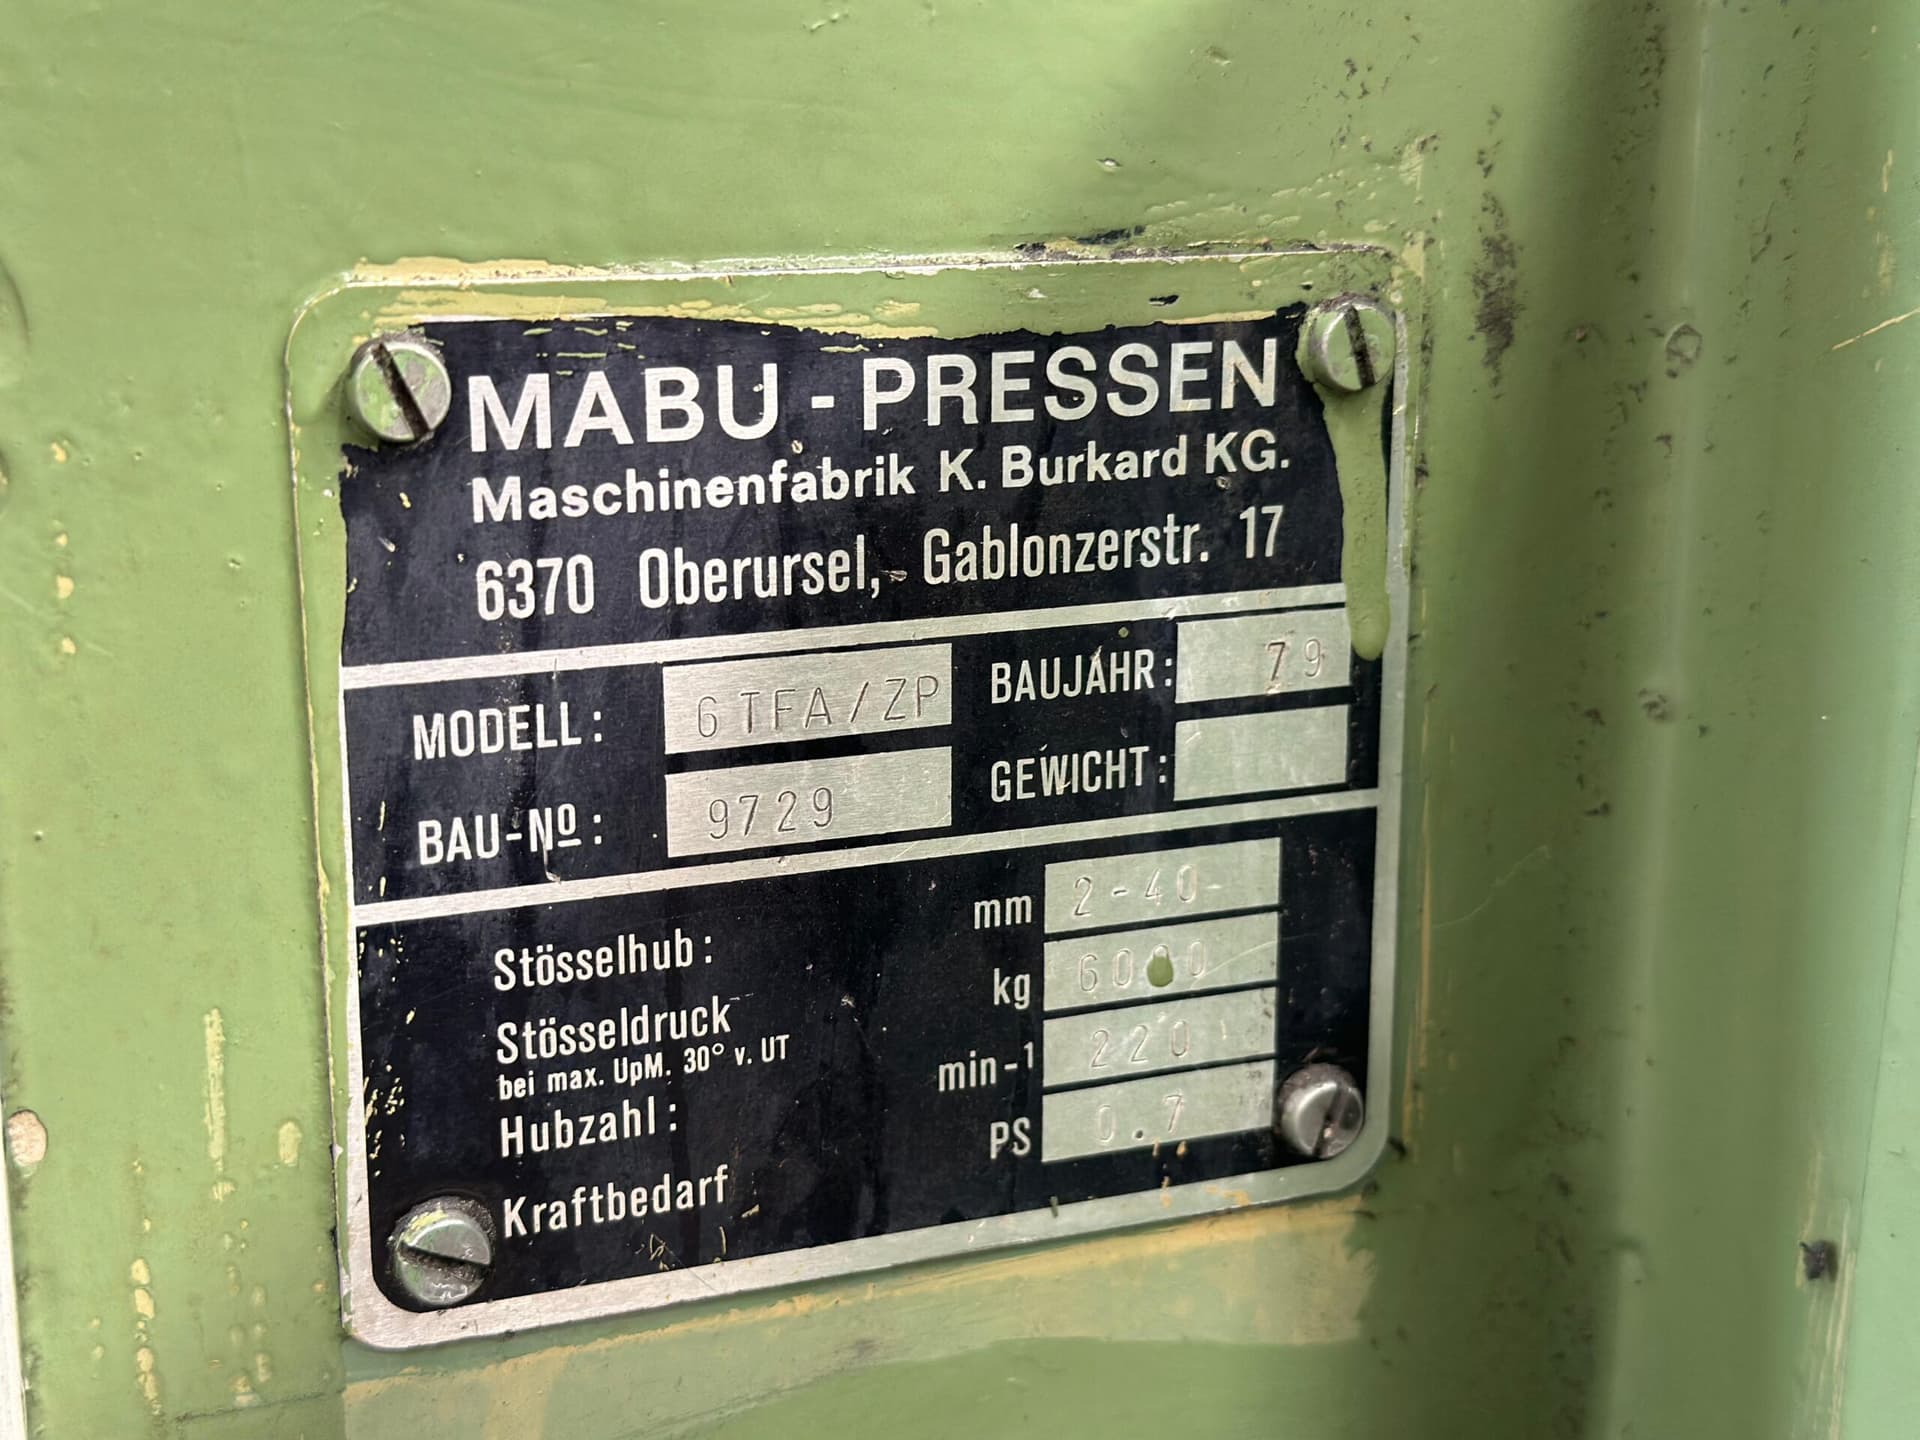 MABU - PRESSEN
Maschinenfabrik K. Burkard KG.
6370 Oberursel, Gablonzerstr. 17
MODELL: 6TFA/ZP BAUJAHR: 79
BAU-Nº: 9729 GEWICHT:
Stösselhub: mm 2-40
Stösseldruck kg 6000
bei max. UpM. 30° v. UT
Hubzahl: min-¹ 220
Kraftbedarf PS 0.7